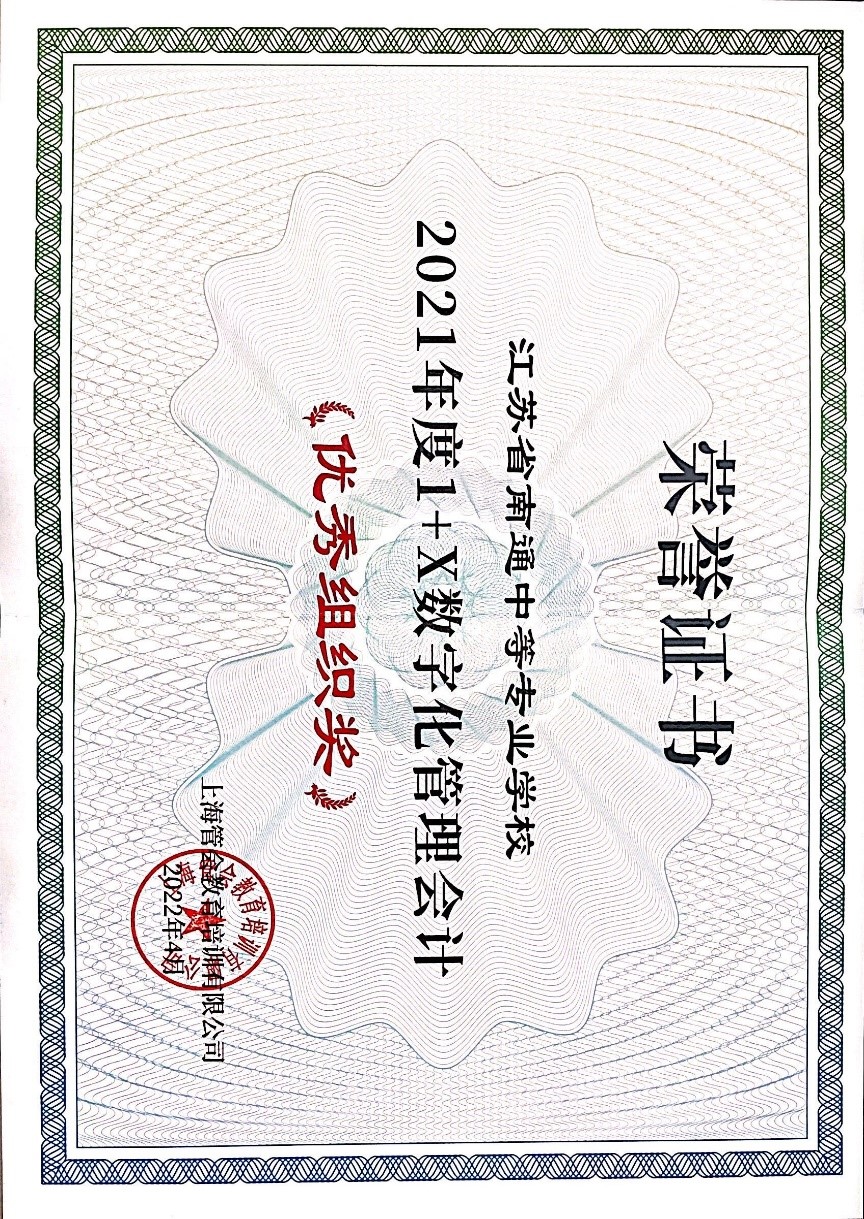 荣誉证书
江苏省南通中等专业学校
2021年度1+X数字化管理会计
优秀组织奖
上海管会教育培训有限公司
2022年4月